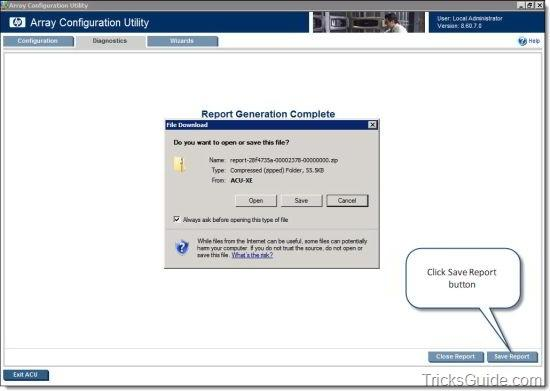 Array Configuration Utility
hp Array Configuration Utility
User: Local Administrator
Version: 8.60.7.0
Configuration
Diagnostics
Wizards
Help
Report Generation Complete
File Download
Do you want to open or save this file?
Name: report-28f4735a-00002378-00000000.zip
Type: Compressed (zipped) Folder, 55.5KB
From: ACU-XE
Open
Save
Cancel
Always ask before opening this type of file
While files from the Internet can be useful, some files can potentially
harm your computer. If you do not trust the source, do not open or
save this file. What's the risk?
Click Save Report
button
Close Report
Save Report
Exit ACU
TricksGuide.com